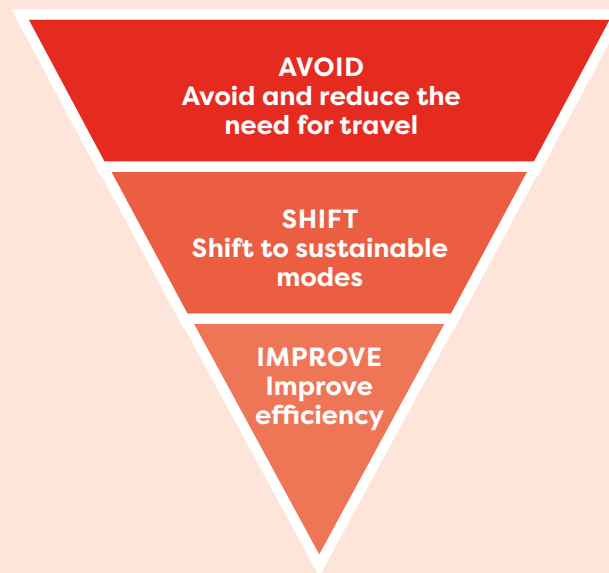 AVOID
Avoid and reduce the
need for travel
SHIFT
Shift to sustainable
modes
IMPROVE
Improve
efficiency